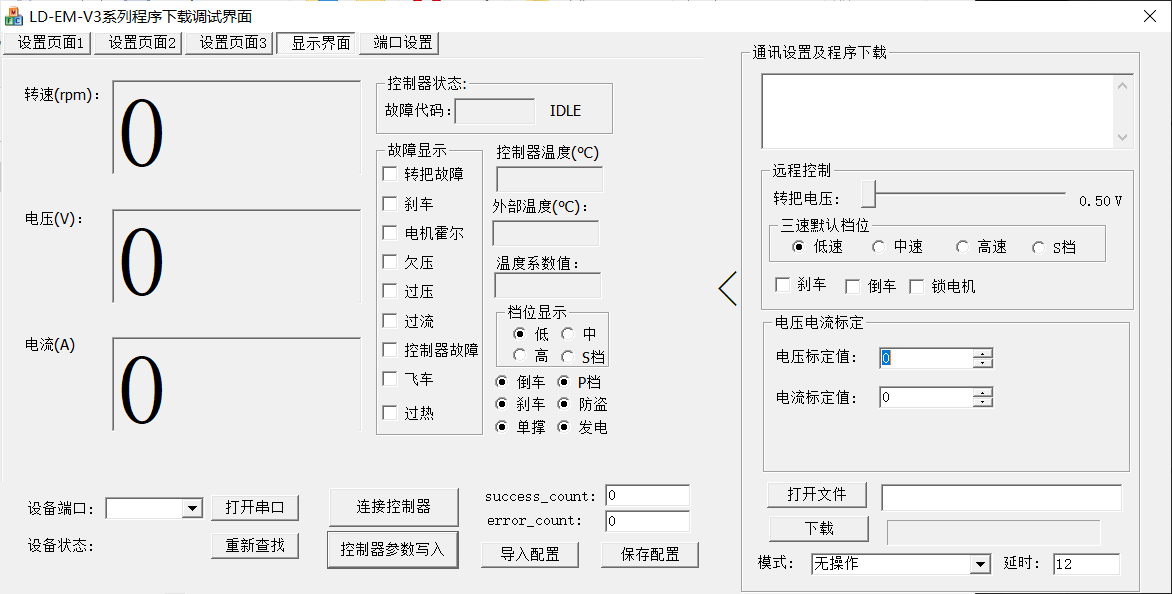 LD-EM-V3系列程序下载调试界面
设置页面1 设置页面2 设置页面3 显示界面 端口设置
转速(rpm):
0
电压(V):
0
电流(A)
0
控制器状态:
故障代码: IDLE
故障显示
转把故障
刹车
电机霍尔
欠压
过压
过流
控制器故障
飞车
过热
控制器温度(℃)
外部温度(℃):
温度系数值:
档位显示
低 中
高 S档
倒车 P档
刹车 防盗
单撑 发电
设备端口: 打开串口
设备状态: 重新查找
连接控制器
控制器参数写入
success_count: 0
error_count: 0
导入配置 保存配置
通讯设置及程序下载
远程控制
转把电压: 0.50 V
三速默认档位
低速 中速 高速 S档
刹车 倒车 锁电机
电压电流标定
电压标定值: 0
电流标定值: 0
打开文件
下载
模式: 无操作 延时: 12